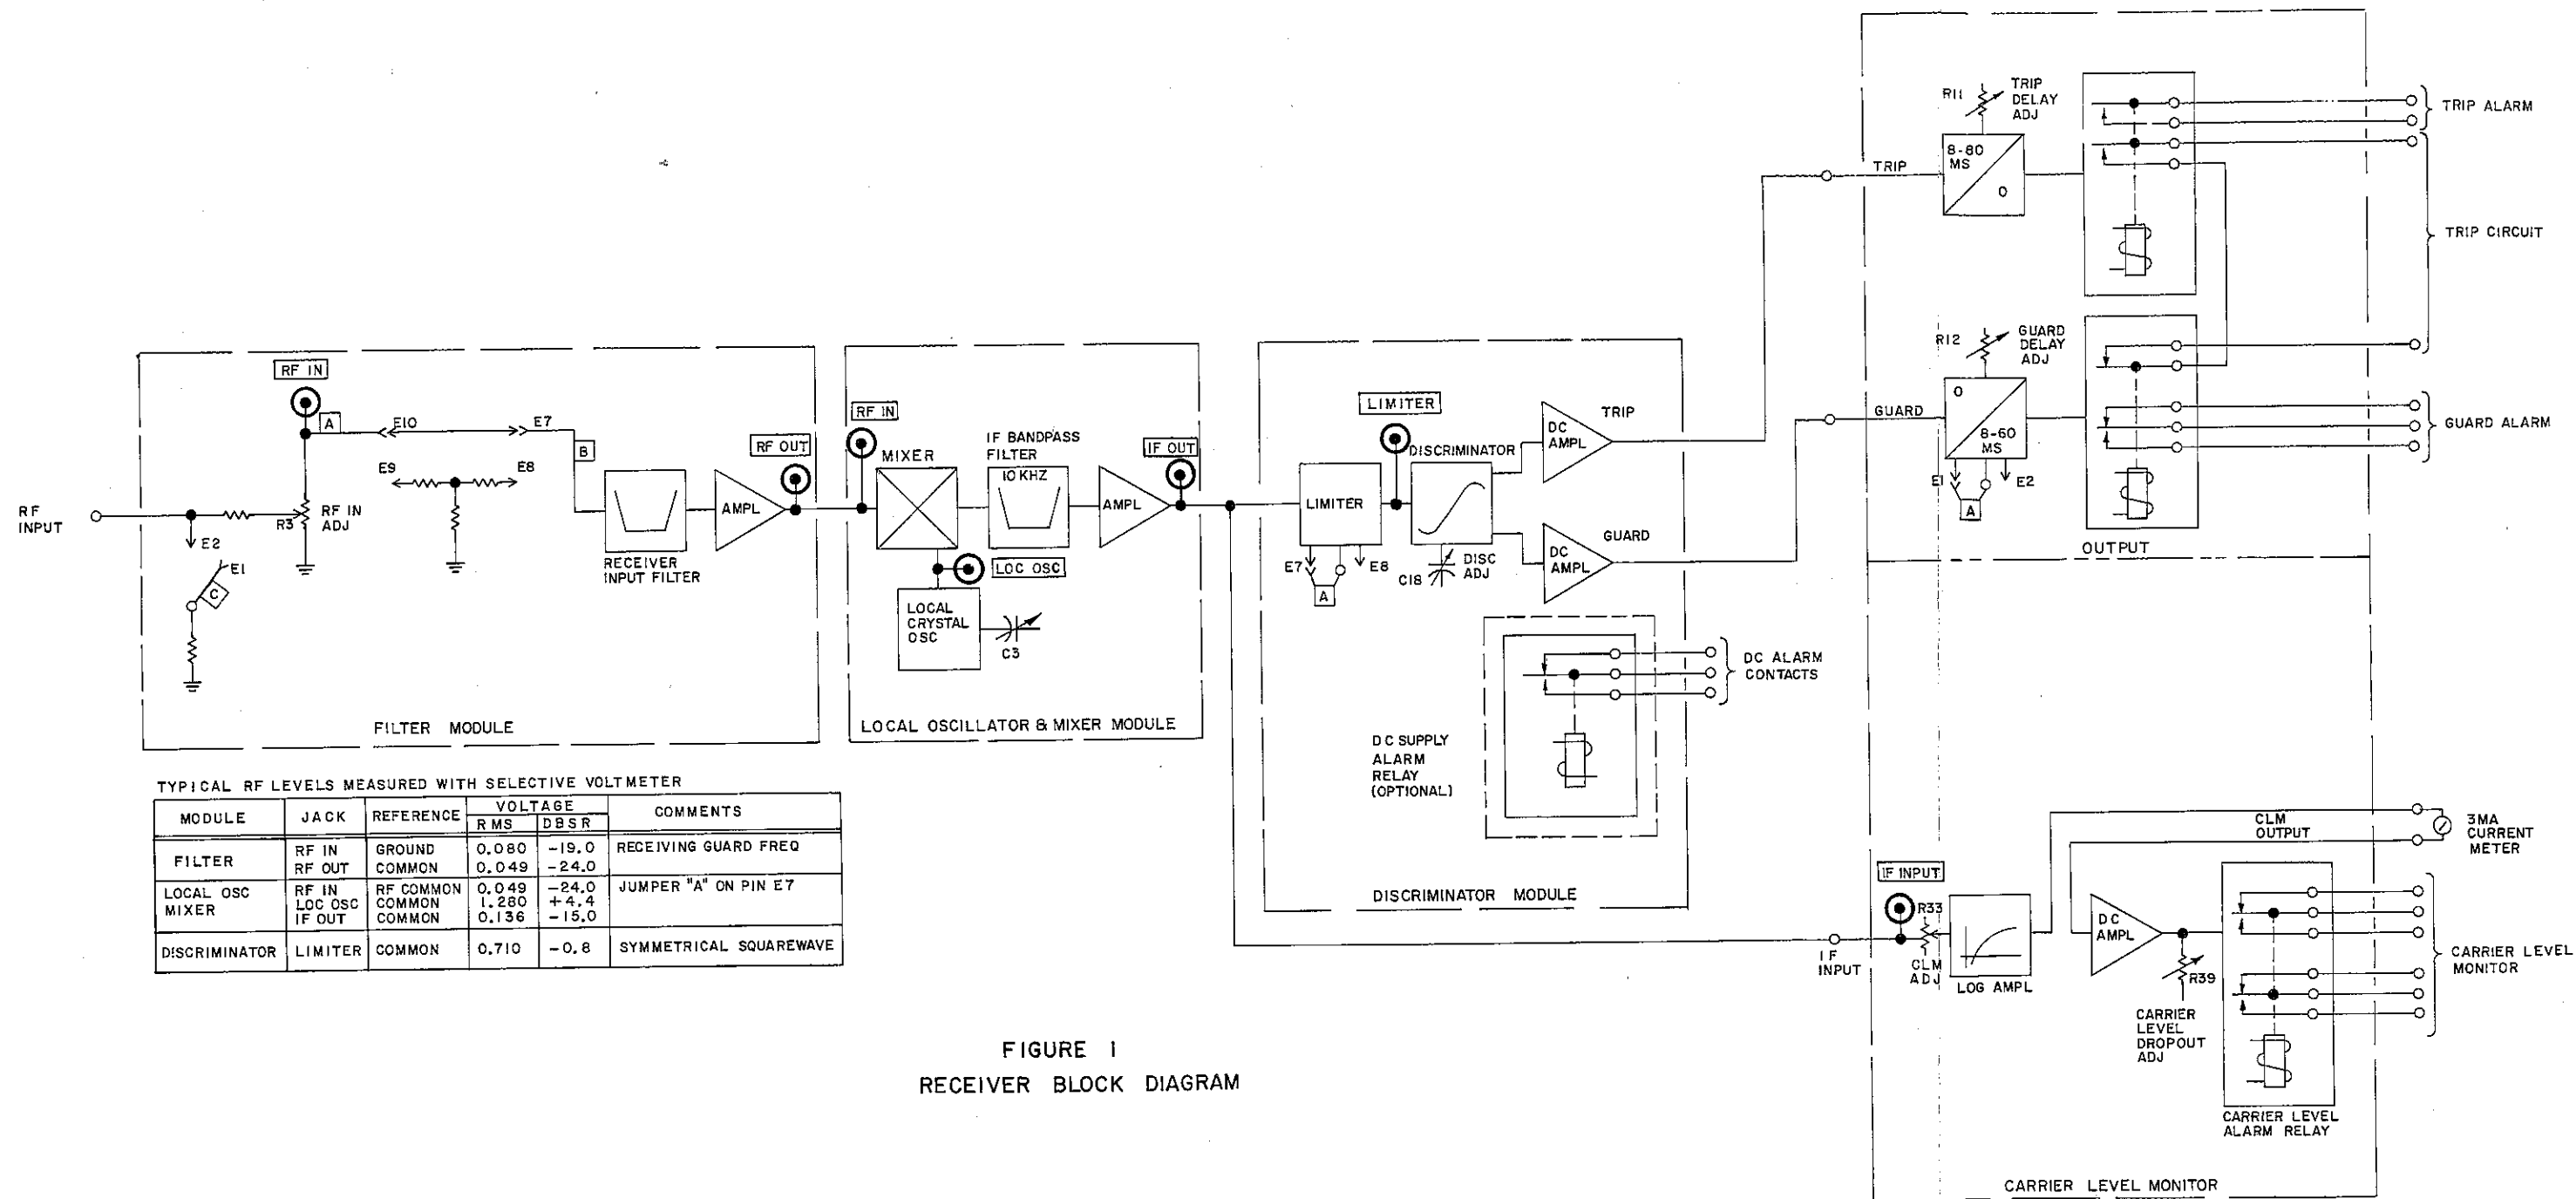 R11
TRIP
DELAY
ADJ
8-80
MS
0
TRIP
TRIP ALARM
TRIP CIRCUIT
R12
GUARD
DELAY
ADJ
0
8-60
MS
GUARD
E1
E2
A
GUARD ALARM
OUTPUT
RF IN
A
E10
E7
B
E9
E8
RF
INPUT
R3
RF IN
ADJ
E2
E1
C
RECEIVER
INPUT FILTER
AMPL
RF OUT
FILTER MODULE
RF IN
MIXER
IF BANDPASS
FILTER
10 KHZ
AMPL
IF OUT
LOC OSC
LOCAL
CRYSTAL
OSC
C3
LOCAL OSCILLATOR & MIXER MODULE
LIMITER
LIMITER
E7
E8
A
DISCRIMINATOR
C18
DISC
ADJ
DC
AMPL
TRIP
DC
AMPL
GUARD
DC ALARM
CONTACTS
DC SUPPLY
ALARM
RELAY
(OPTIONAL)
DISCRIMINATOR MODULE
TYPICAL RF LEVELS MEASURED WITH SELECTIVE VOLTMETER
MODULE JACK REFERENCE VOLTAGE COMMENTS
RMS DBSR
FILTER RF IN GROUND 0.080 -19.0 RECEIVING GUARD FREQ
RF OUT COMMON 0.049 -24.0
LOCAL OSC MIXER RF IN RF COMMON 0.049 -24.0 JUMPER "A" ON PIN E7
LOC OSC COMMON 1.280 +4.4
IF OUT COMMON 0.136 -15.0
DISCRIMINATOR LIMITER COMMON 0.710 -0.8 SYMMETRICAL SQUAREWAVE
IF INPUT
R33
IF
INPUT
CLM
ADJ
LOG AMPL
CLM
OUTPUT
3MA
CURRENT
METER
DC
AMPL
R39
CARRIER
LEVEL
DROPOUT
ADJ
CARRIER LEVEL
MONITOR
CARRIER LEVEL
ALARM RELAY
CARRIER LEVEL MONITOR
FIGURE 1
RECEIVER BLOCK DIAGRAM